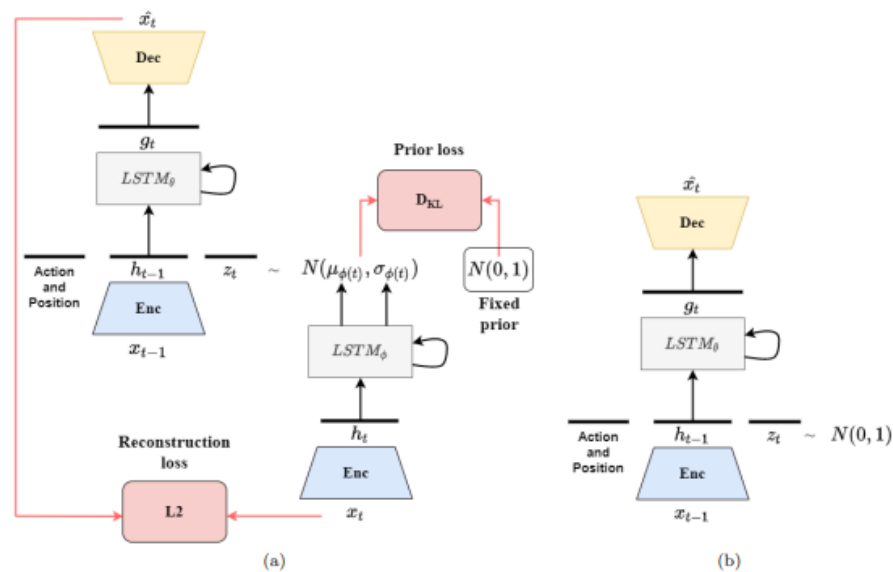 x̂_t
Dec
g_t
LSTM_θ
Action
and
Position
h_{t−1}
z_t ∼ N(μ_{ϕ(t)}, σ_{ϕ(t)})
Enc
x_{t−1}
Prior loss
D_KL
N(0, 1)
Fixed
prior
LSTM_ϕ
h_t
Enc
x_t
Reconstruction
loss
L2
(a)
x̂_t
Dec
g_t
LSTM_θ
Action
and
Position
h_{t−1}
z_t ∼ N(0, 1)
Enc
x_{t−1}
(b)